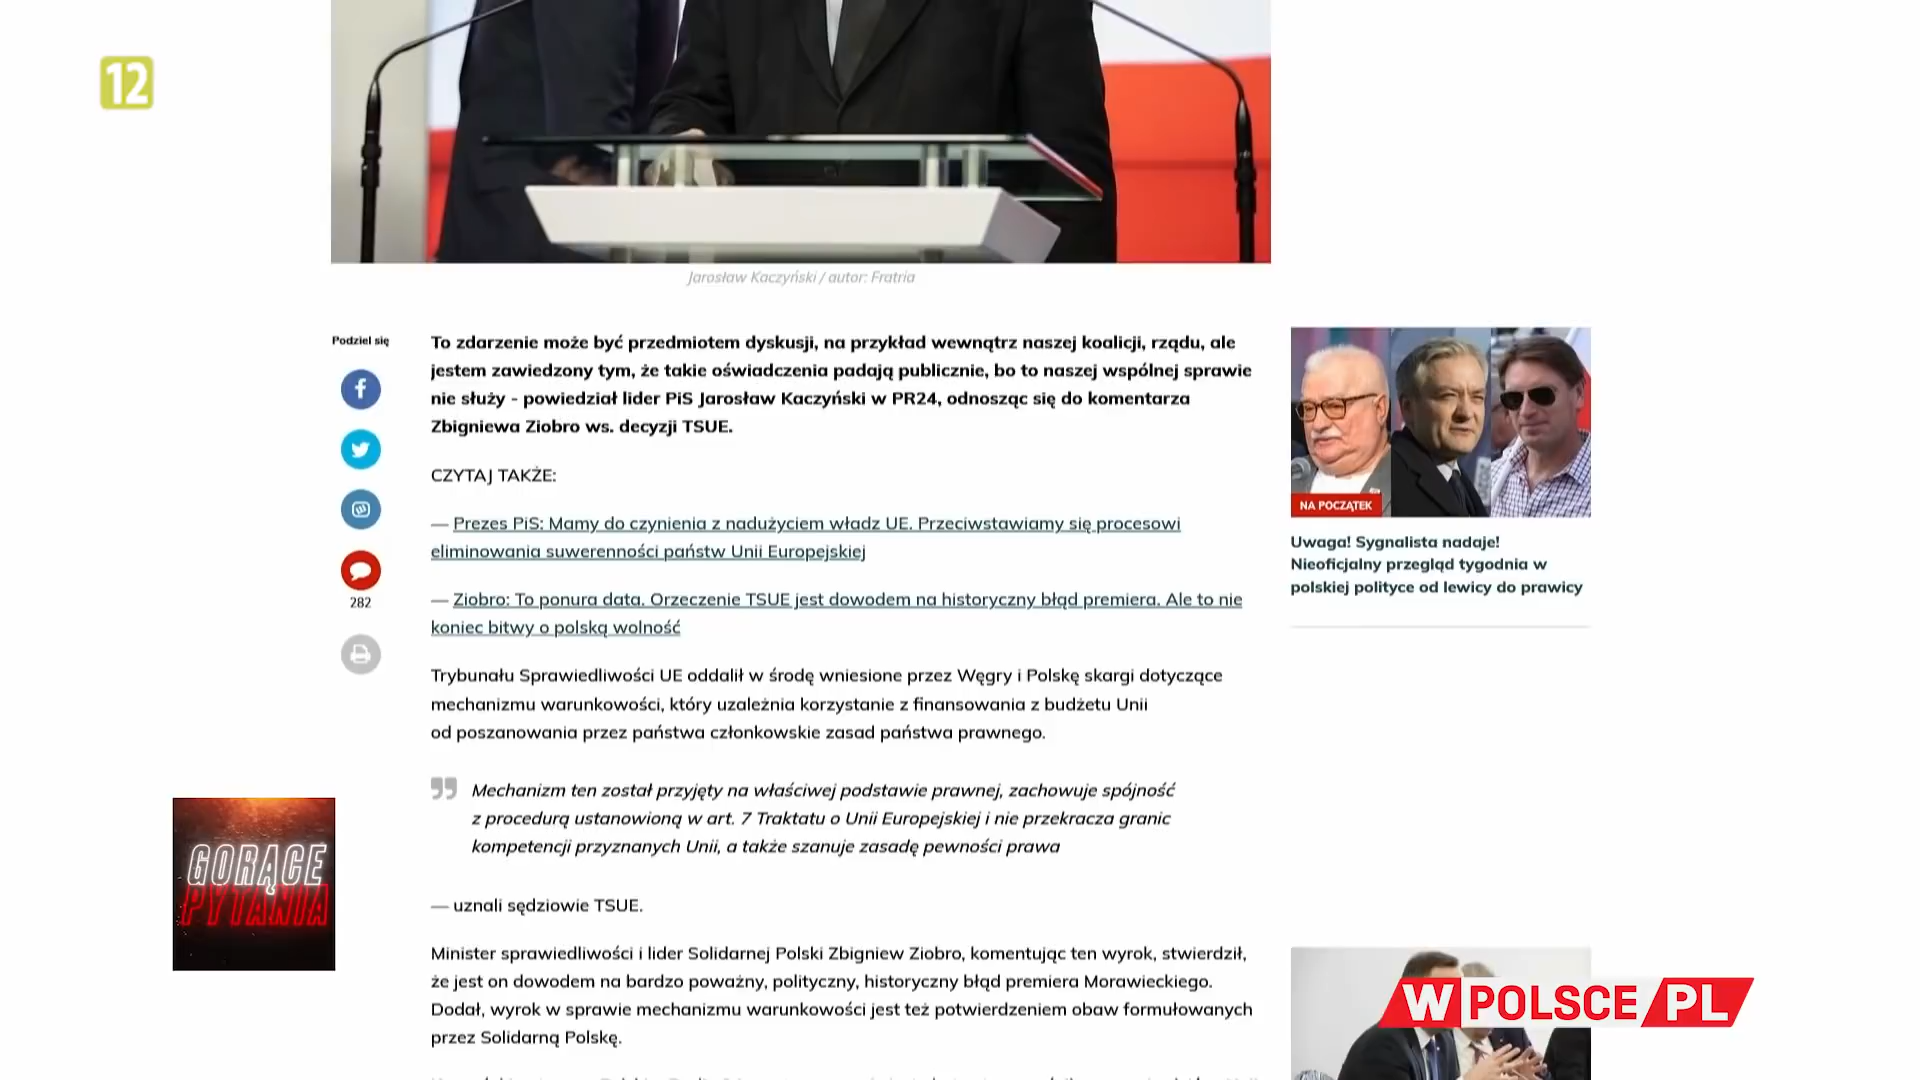 12
Jarosław Kaczyński / autor: Fratria
Podziel się
To zdarzenie może być przedmiotem dyskusji, na przykład wewnątrz naszej koalicji, rządu, ale
jestem zawiedzony tym, że takie oświadczenia padają publicznie, bo to naszej wspólnej sprawie
nie służy - powiedział lider PiS Jarosław Kaczyński w PR24, odnosząc się do komentarza
Zbigniewa Ziobro ws. decyzji TSUE.
CZYTAJ TAKŻE:
— Prezes PiS: Mamy do czynienia z nadużyciem władz UE. Przeciwstawiamy się procesowi
eliminowania suwerenności państw Unii Europejskiej
— Ziobro: To ponura data. Orzeczenie TSUE jest dowodem na historyczny błąd premiera. Ale to nie
koniec bitwy o polską wolność
282
Trybunału Sprawiedliwości UE oddalił w środę wniesione przez Węgry i Polskę skargi dotyczące
mechanizmu warunkowości, który uzależnia korzystanie z finansowania z budżetu Unii
od poszanowania przez państwa członkowskie zasad państwa prawnego.
Mechanizm ten został przyjęty na właściwej podstawie prawnej, zachowuje spójność
z procedurą ustanowioną w art. 7 Traktatu o Unii Europejskiej i nie przekracza granic
kompetencji przyznanych Unii, a także szanuje zasadę pewności prawa
— uznali sędziowie TSUE.
Minister sprawiedliwości i lider Solidarnej Polski Zbigniew Ziobro, komentując ten wyrok, stwierdził,
że jest on dowodem na bardzo poważny, polityczny, historyczny błąd premiera Morawieckiego.
Dodał, wyrok w sprawie mechanizmu warunkowości jest też potwierdzeniem obaw formułowanych
przez Solidarną Polskę.
NA POCZĄTEK
Uwaga! Sygnalista nadaje!
Nieoficjalny przegląd tygodnia w
polskiej polityce od lewicy do prawicy
GORĄCE
PYTANIA
WPOLSCE/PL